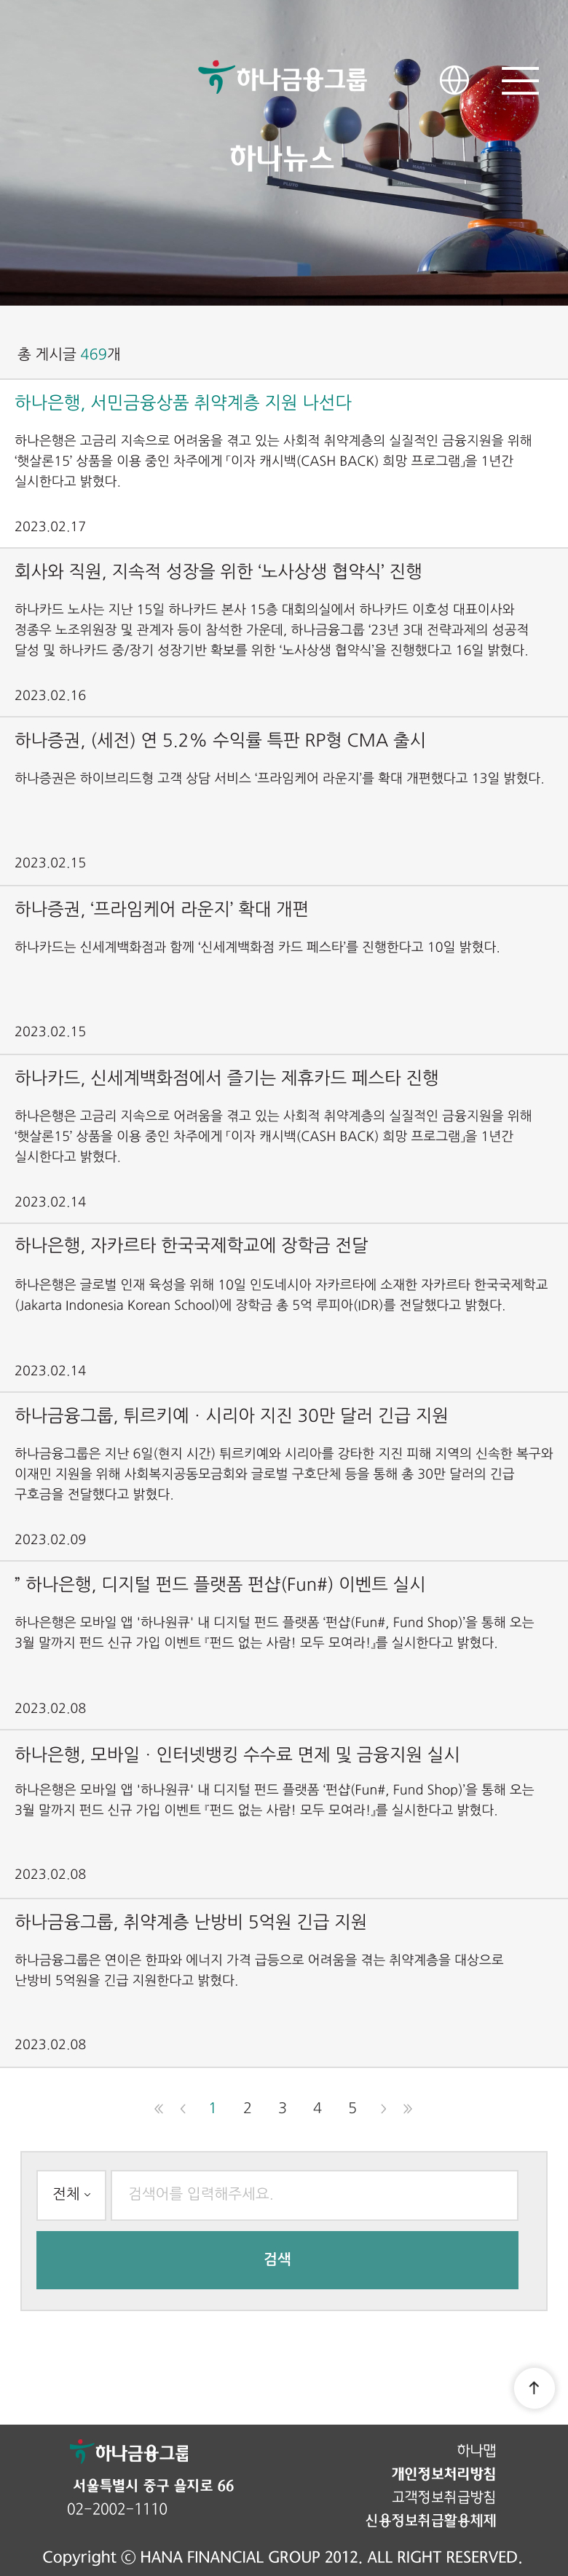 하나금융그룹
하나뉴스
총 게시글 469개
하나은행, 서민금융상품 취약계층 지원 나선다
하나은행은 고금리 지속으로 어려움을 겪고 있는 사회적 취약계층의 실질적인 금융지원을 위해
‘햇살론15’ 상품을 이용 중인 차주에게 「이자 캐시백(CASH BACK) 희망 프로그램」을 1년간
실시한다고 밝혔다.
2023.02.17
회사와 직원, 지속적 성장을 위한 ‘노사상생 협약식’ 진행
하나카드 노사는 지난 15일 하나카드 본사 15층 대회의실에서 하나카드 이호성 대표이사와
정종우 노조위원장 및 관계자 등이 참석한 가운데, 하나금융그룹 ‘23년 3대 전략과제의 성공적
달성 및 하나카드 중/장기 성장기반 확보를 위한 ‘노사상생 협약식’을 진행했다고 16일 밝혔다.
2023.02.16
하나증권, (세전) 연 5.2% 수익률 특판 RP형 CMA 출시
하나증권은 하이브리드형 고객 상담 서비스 ‘프라임케어 라운지’를 확대 개편했다고 13일 밝혔다.
2023.02.15
하나증권, ‘프라임케어 라운지’ 확대 개편
하나카드는 신세계백화점과 함께 ‘신세계백화점 카드 페스타’를 진행한다고 10일 밝혔다.
2023.02.15
하나카드, 신세계백화점에서 즐기는 제휴카드 페스타 진행
하나은행은 고금리 지속으로 어려움을 겪고 있는 사회적 취약계층의 실질적인 금융지원을 위해
‘햇살론15’ 상품을 이용 중인 차주에게 「이자 캐시백(CASH BACK) 희망 프로그램」을 1년간
실시한다고 밝혔다.
2023.02.14
하나은행, 자카르타 한국국제학교에 장학금 전달
하나은행은 글로벌 인재 육성을 위해 10일 인도네시아 자카르타에 소재한 자카르타 한국국제학교
(Jakarta Indonesia Korean School)에 장학금 총 5억 루피아(IDR)를 전달했다고 밝혔다.
2023.02.14
하나금융그룹, 튀르키예 · 시리아 지진 30만 달러 긴급 지원
하나금융그룹은 지난 6일(현지 시간) 튀르키예와 시리아를 강타한 지진 피해 지역의 신속한 복구와
이재민 지원을 위해 사회복지공동모금회와 글로벌 구호단체 등을 통해 총 30만 달러의 긴급
구호금을 전달했다고 밝혔다.
2023.02.09
” 하나은행, 디지털 펀드 플랫폼 펀샵(Fun#) 이벤트 실시
하나은행은 모바일 앱 '하나원큐' 내 디지털 펀드 플랫폼 ‘펀샵(Fun#, Fund Shop)’을 통해 오는
3월 말까지 펀드 신규 가입 이벤트 『펀드 없는 사람! 모두 모여라!』를 실시한다고 밝혔다.
2023.02.08
하나은행, 모바일 · 인터넷뱅킹 수수료 면제 및 금융지원 실시
하나은행은 모바일 앱 '하나원큐' 내 디지털 펀드 플랫폼 ‘펀샵(Fun#, Fund Shop)’을 통해 오는
3월 말까지 펀드 신규 가입 이벤트 『펀드 없는 사람! 모두 모여라!』를 실시한다고 밝혔다.
2023.02.08
하나금융그룹, 취약계층 난방비 5억원 긴급 지원
하나금융그룹은 연이은 한파와 에너지 가격 급등으로 어려움을 겪는 취약계층을 대상으로
난방비 5억원을 긴급 지원한다고 밝혔다.
2023.02.08
« ‹ 1 2 3 4 5 › »
전체 검색어를 입력해주세요.
검색
하나금융그룹
서울특별시 중구 을지로 66
02-2002-1110
하나맵
개인정보처리방침
고객정보취급방침
신용정보취급활용체제
Copyright ⓒ HANA FINANCIAL GROUP 2012. ALL RIGHT RESERVED.